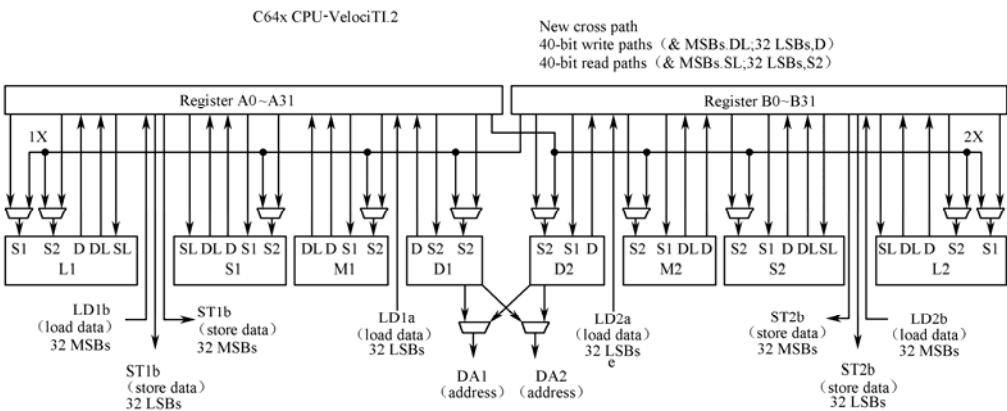 C64x CPU-VelociTI.2
New cross path
40-bit write paths (& MSBs.DL;32 LSBs,D)
40-bit read paths (& MSBs.SL;32 LSBs,S2)
Register A0~A31
Register B0~B31
1X
2X
S1 S2 D DL SL
L1
SL DL D S1 S2
S1
DL D S1 S2
M1
D S2 S2
D1
S2 S1 D
D2
S2 S1 DL D
M2
S2 S1 D DL SL
S2
SL DL D S2 S1
L2
LD1b
(load data)
32 MSBs
ST1b
(store data)
32 MSBs
ST1b
(store data)
32 LSBs
LD1a
(load data)
32 LSBs
DA1
(address)
DA2
(address)
LD2a
(load data)
32 LSBs
e
ST2b
(store data)
32 MSBs
ST2b
(store data)
32 LSBs
LD2b
(load data)
32 MSBs